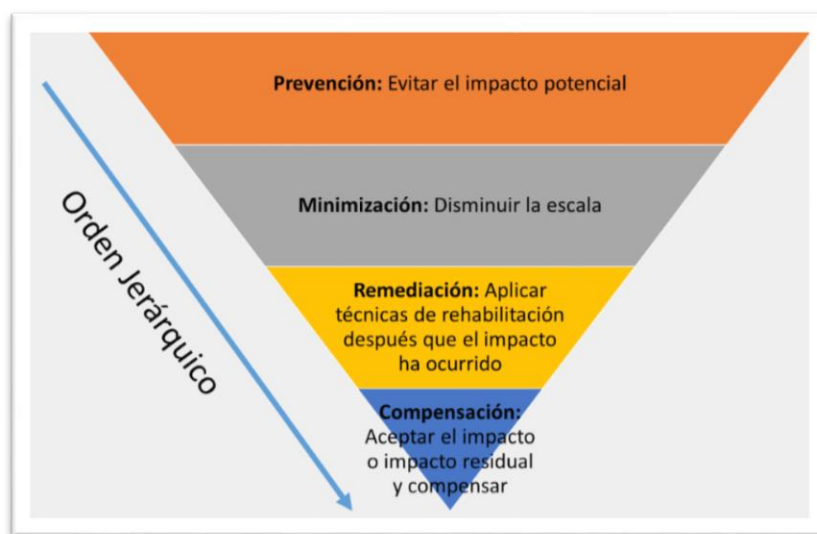 Prevención: Evitar el impacto potencial
Minimización: Disminuir la escala
Remediación: Aplicar
técnicas de rehabilitación
después que el impacto
ha ocurrido
Compensación:
Aceptar el impacto
o impacto residual
y compensar
Orden Jerárquico